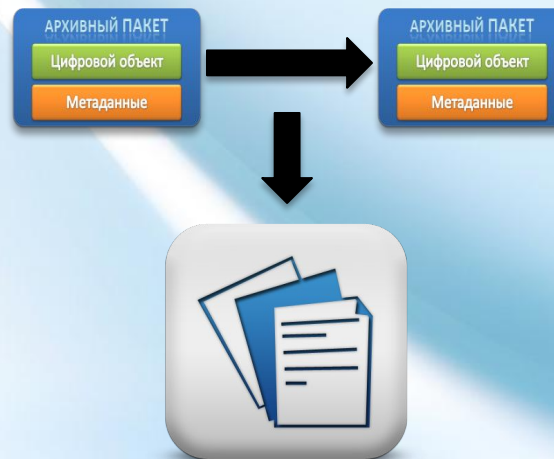 АРХИВНЫЙ ПАКЕТ
Цифровой объект
Метаданные
АРХИВНЫЙ ПАКЕТ
Цифровой объект
Метаданные